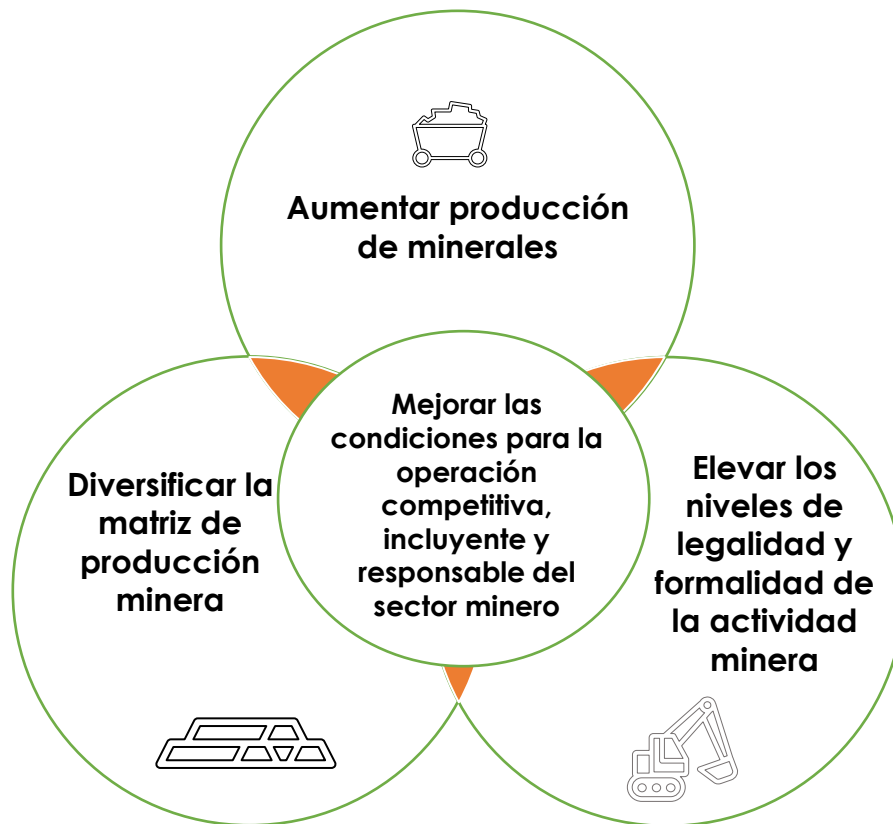 Aumentar producción
de minerales
Mejorar las
condiciones para la
operación
competitiva,
incluyente y
responsable del
sector minero
Diversificar la
matriz de
producción
minera
Elevar los
niveles de
legalidad y
formalidad de
la actividad
minera